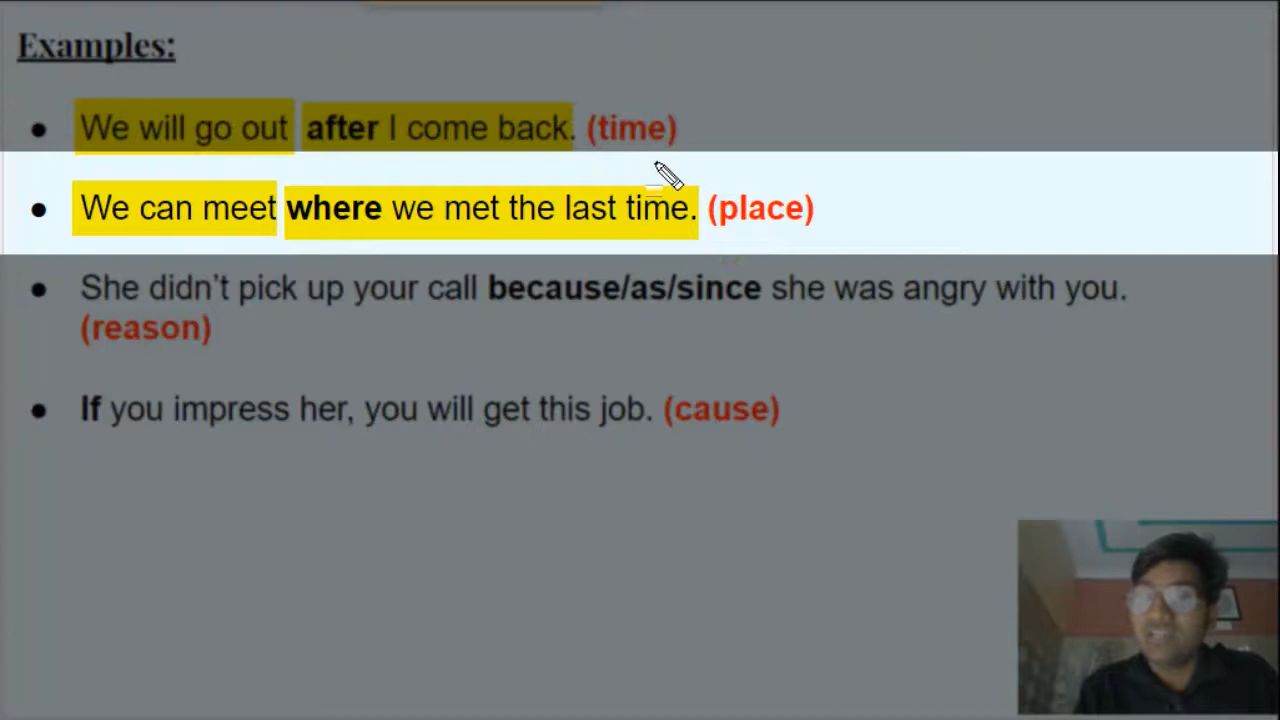 Examples:
● We will go out after I come back. (time)
● We can meet where we met the last time. (place)
● She didn’t pick up your call because/as/since she was angry with you.
(reason)
● If you impress her, you will get this job. (cause)